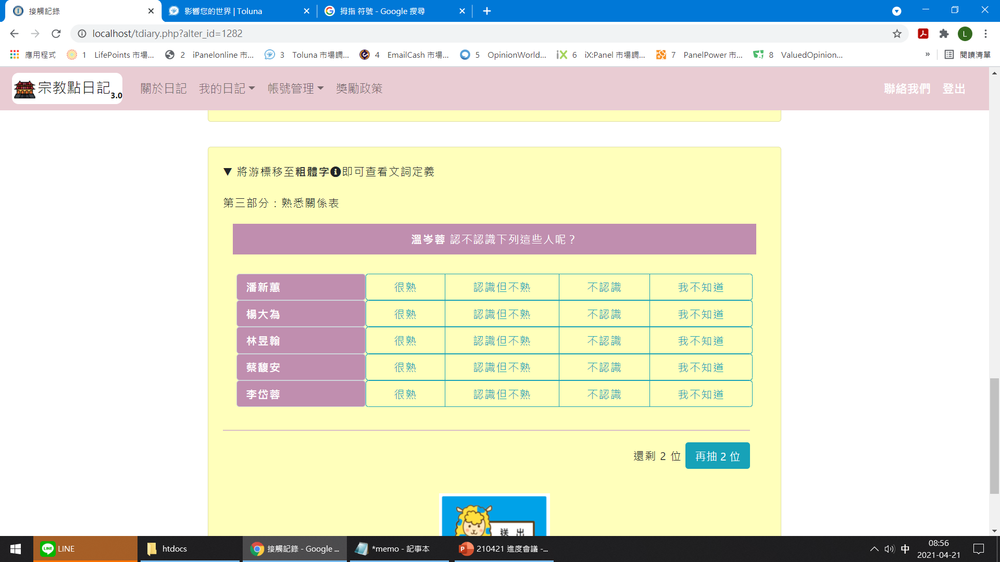 接觸記錄
影響您的世界 | Toluna
拇指 符號 - Google 搜尋
localhost/tdiary.php?alter_id=1282
L
應用程式
1 LifePoints 市場...
2 iPanelonline 市...
3 Toluna 市場調...
4 EmailCash 市場...
5 OpinionWorld...
6 iX:Panel 市場調...
7 PanelPower 市...
8 ValuedOpinion...
»
閱讀清單
宗教點日記3.0
關於日記
我的日記
帳號管理
獎勵政策
聯絡我們
登出
▼ 將游標移至粗體字即可查看文詞定義
第三部分：熟悉關係表
溫岑蓉 認不認識下列這些人呢？
潘新蕙 很熟 認識但不熟 不認識 我不知道
楊大為 很熟 認識但不熟 不認識 我不知道
林昱翰 很熟 認識但不熟 不認識 我不知道
蔡馥安 很熟 認識但不熟 不認識 我不知道
李岱蓉 很熟 認識但不熟 不認識 我不知道
還剩 2 位 再抽 2 位
送 出
LINE
LINE
htdocs
接觸記錄 - Google ...
*memo - 記事本
P
210421 進度會議 -...
中
08:56
2021-04-21